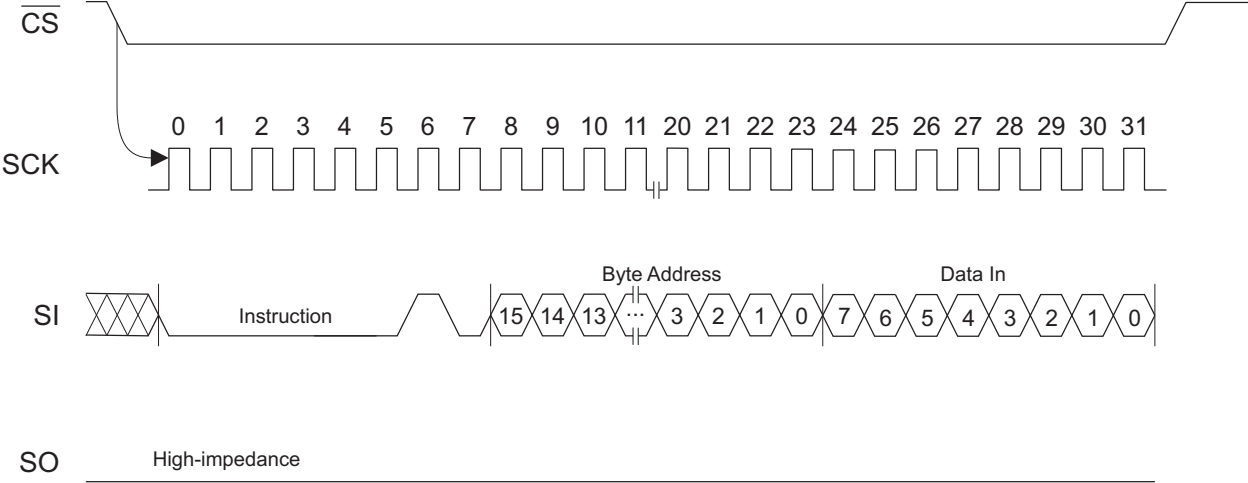 C̅S̅
0 1 2 3 4 5 6 7 8 9 10 11 20 21 22 23 24 25 26 27 28 29 30 31
SCK
Byte Address Data In
SI Instruction 15 14 13 ... 3 2 1 0 7 6 5 4 3 2 1 0
High-impedance
SO